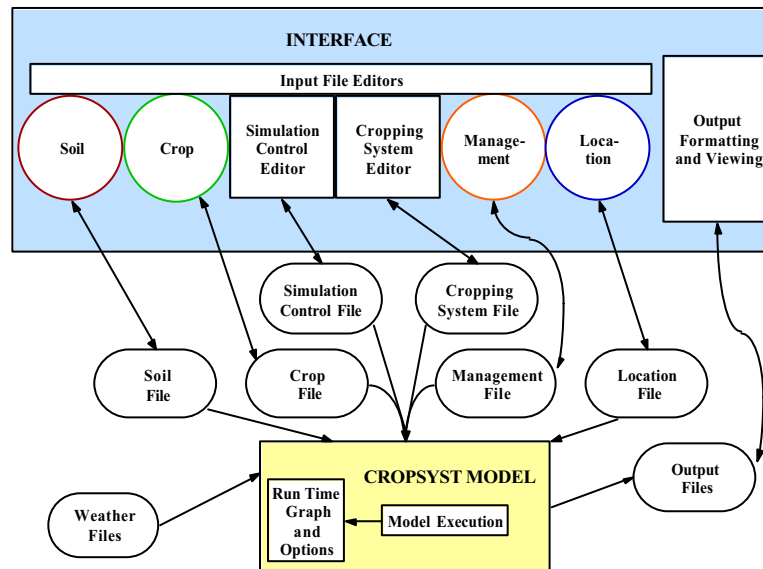 INTERFACE
Input File Editors
Soil
Crop
Simulation
Control
Editor
Cropping
System
Editor
Manage-
ment
Loca-
tion
Output
Formatting
and Viewing
Simulation
Control File
Cropping
System File
Soil
File
Crop
File
Management
File
Location
File
CROPSYST MODEL
Run Time
Graph
and
Options
Model Execution
Weather
Files
Output
Files